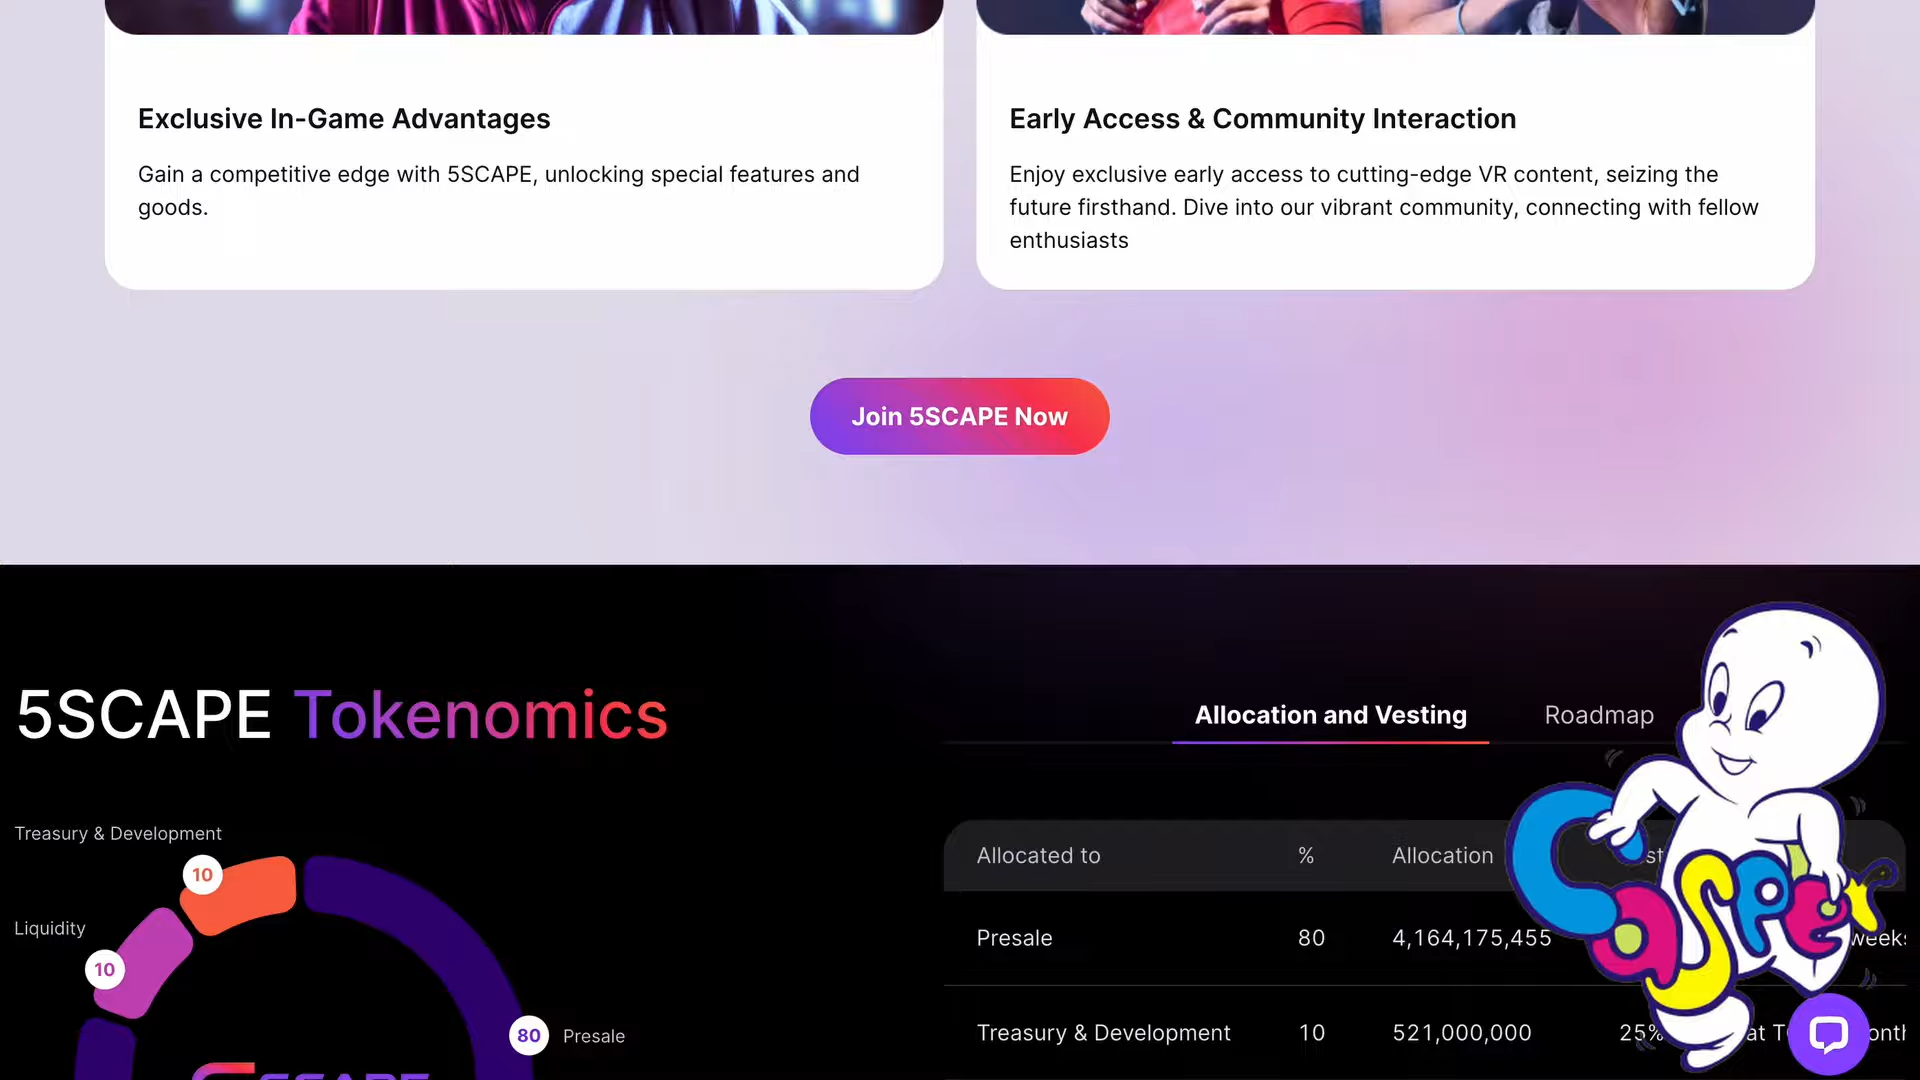 Exclusive In-Game Advantages
Gain a competitive edge with 5SCAPE, unlocking special features and
goods.
Early Access & Community Interaction
Enjoy exclusive early access to cutting-edge VR content, seizing the
future firsthand. Dive into our vibrant community, connecting with fellow
enthusiasts
Join 5SCAPE Now
5SCAPE Tokenomics
Treasury & Development
10
Liquidity
10
80 Presale
Allocation and Vesting Roadmap
Allocated to % Allocation
Presale 80 4,164,175,455
Treasury & Development 10 521,000,000 25% at
Casper